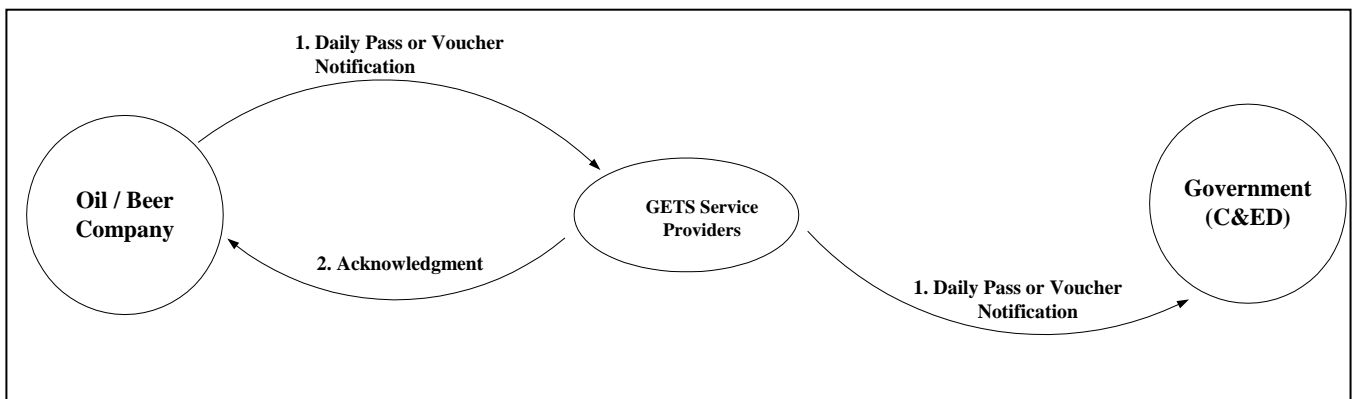 1. Daily Pass or Voucher
Notification
Oil / Beer
Company
GETS Service
Providers
Government
(C&ED)
2. Acknowledgment
1. Daily Pass or Voucher
Notification